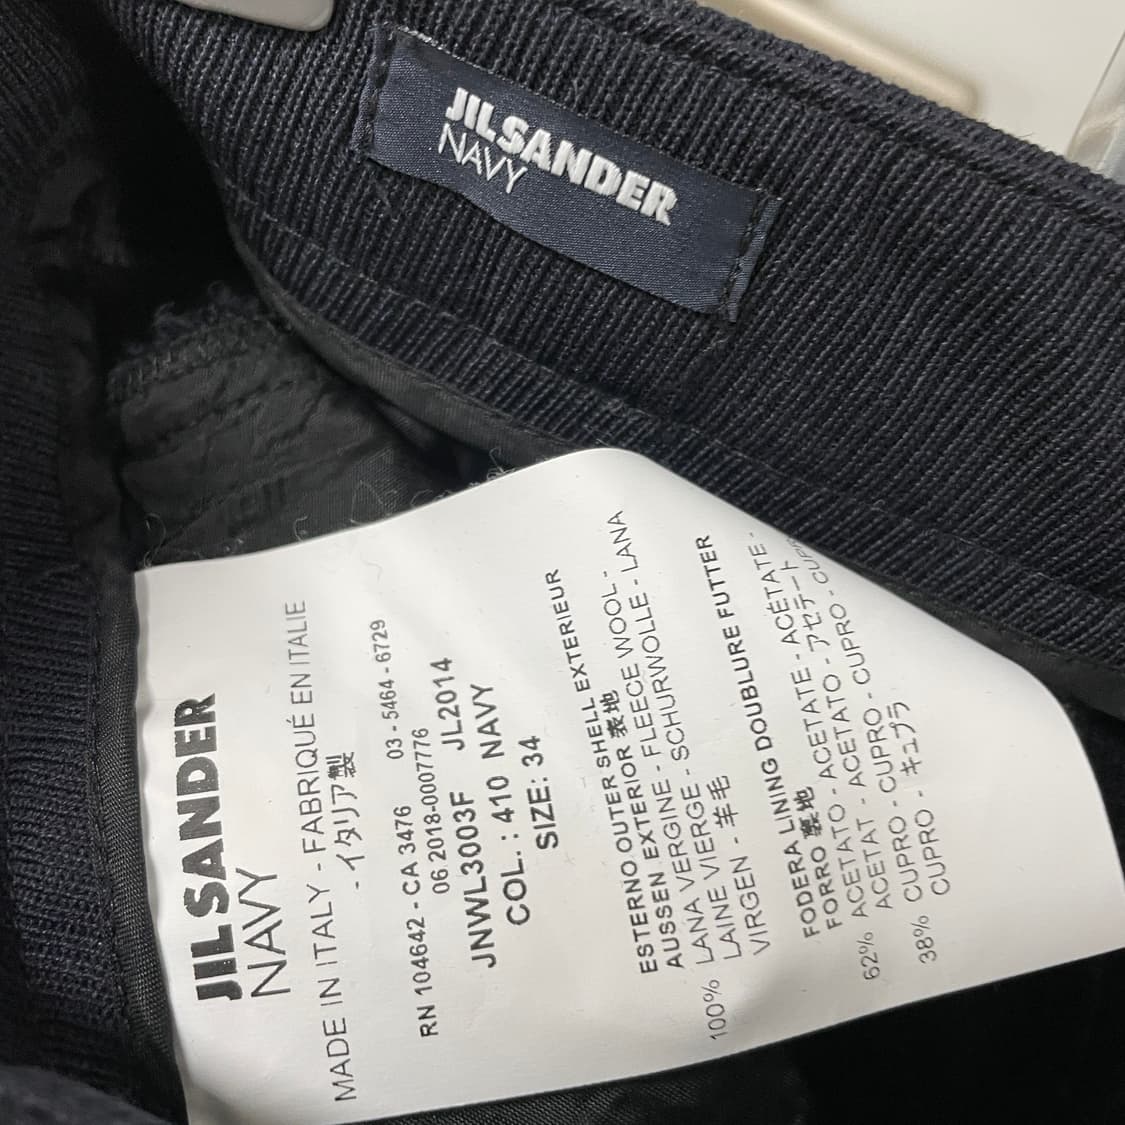 JIL SANDER
NAVY
JIL SANDER
NAVY
MADE IN ITALY - FABRIQUÉ EN ITALIE
- イタリア製
RN 104642 - CA 3476 03 - 5464 - 6729
06.2018-0007776
JNWL3003F JL2014
COL.: 410 NAVY
SIZE: 34
ESTERNO OUTER SHELL EXTERIEUR
AUSSEN EXTERIOR 表地
100% LANA VERGINE - FLEECE WOOL -
LAINE VIERGE - SCHURWOLLE - LANA
VIRGEN - 羊毛
FODERA LINING DOUBLURE FUTTER
FORRO 裏地
62% ACETATO - ACETATE - ACÉTATE -
ACETAT - ACETATO - アセテート
38% CUPRO - CUPRO - CUPRO - CUPRO -
CUPRO - キュプラ